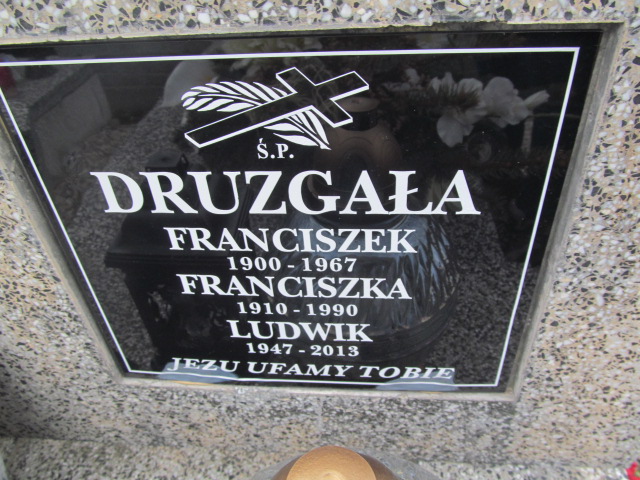 Ś.P.
DRUZGAŁA
FRANCISZEK
1900 - 1967
FRANCISZKA
1910 - 1990
LUDWIK
1947 - 2013
JEZU UFAMY TOBIE